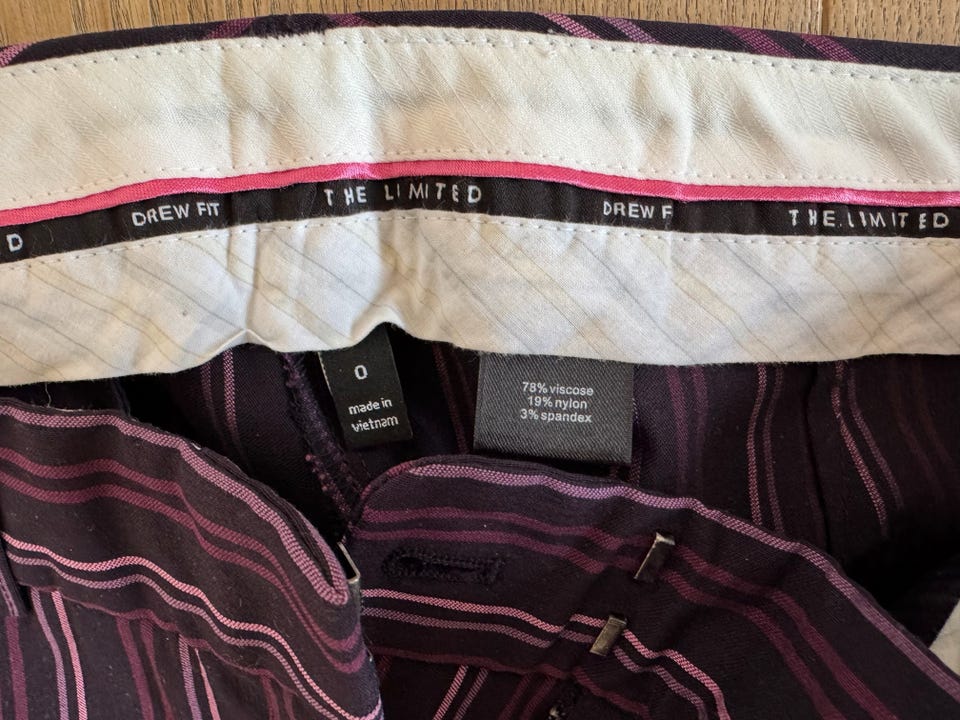 D DREW FIT THE LIMITED DREW F THE LIMITED
0
made in
vietnam
78% viscose
19% nylon
3% spandex